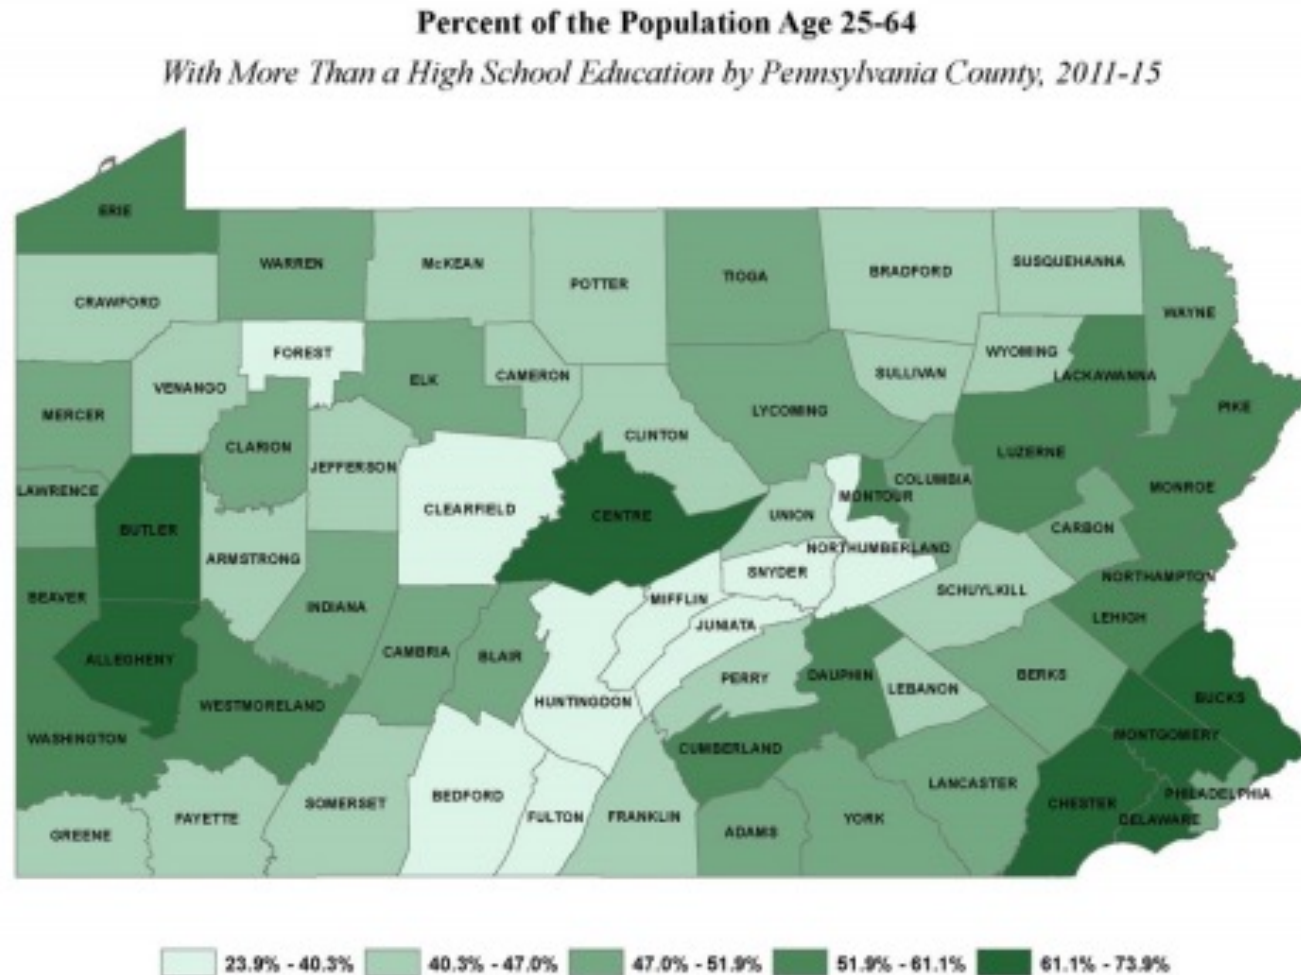 Percent of the Population Age 25-64
With More Than a High School Education by Pennsylvania County, 2011-15
ERIE
WARREN
McKEAN
POTTER
TIOGA
BRADFORD
SUSQUEHANNA
WAYNE
CRAWFORD
FOREST
VENANGO
ELK
CAMERON
SULLIVAN
WYOMING
LACKAWANNA
PIKE
MERCER
CLARION
JEFFERSON
CLINTON
LYCOMING
LUZERNE
LAWRENCE
BUTLER
CLEARFIELD
CENTRE
UNION
MONTOUR
COLUMBIA
MONROE
CARBON
ARMSTRONG
NORTHUMBERLAND
SNYDER
SCHUYLKILL
NORTHAMPTON
BEAVER
INDIANA
MIFFLIN
JUNIATA
LEHIGH
ALLEGHENY
CAMBRIA
BLAIR
PERRY
DAUPHIN
LEBANON
BERKS
BUCKS
WESTMORELAND
HUNTINGDON
WASHINGTON
CUMBERLAND
MONTGOMERY
LANCASTER
PHILADELPHIA
GREENE
FAYETTE
SOMERSET
BEDFORD
FULTON
FRANKLIN
ADAMS
YORK
CHESTER
DELAWARE
23.9% - 40.3% 40.3% - 47.0% 47.0% - 51.9% 51.9% - 61.1% 61.1% - 73.9%